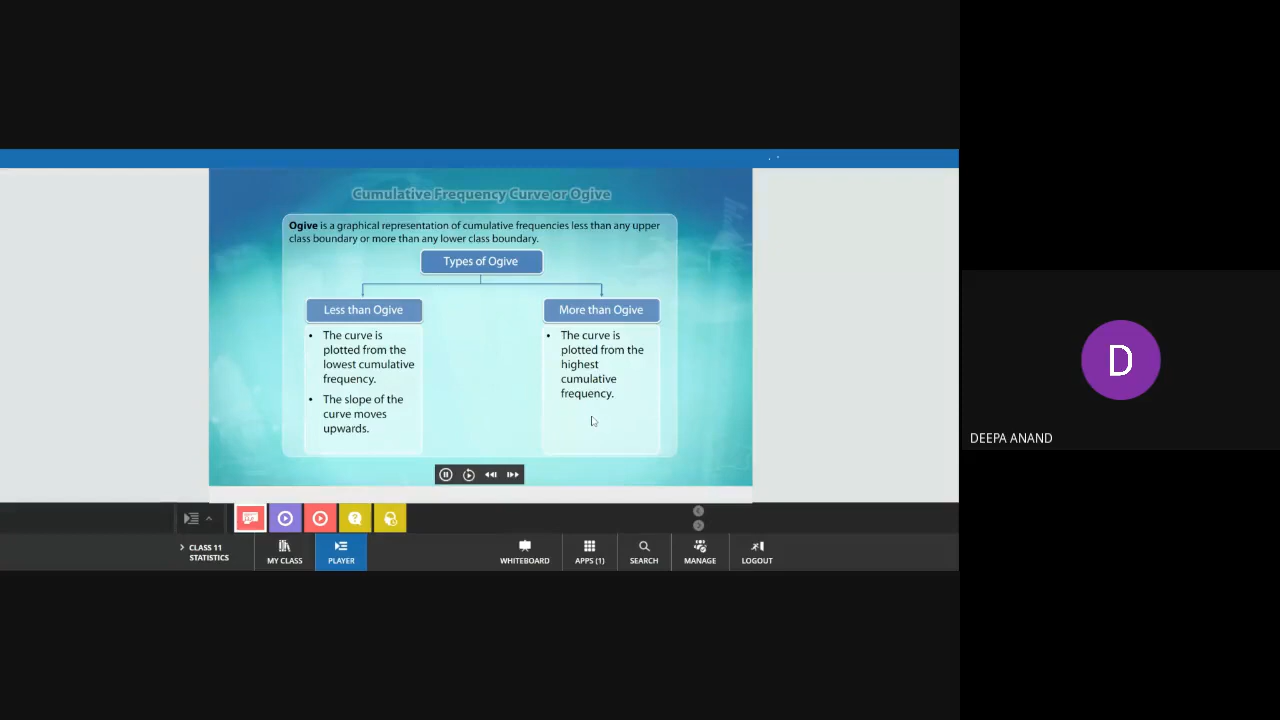 Cumulative Frequency Curve or Ogive
Ogive is a graphical representation of cumulative frequencies less than any upper
class boundary or more than any lower class boundary.
Types of Ogive
Less than Ogive
• The curve is
plotted from the
lowest cumulative
frequency.
• The slope of the
curve moves
upwards.
More than Ogive
• The curve is
plotted from the
highest
cumulative
frequency.
D
DEEPA ANAND
CLASS 11
STATISTICS
MY CLASS
PLAYER
WHITEBOARD
APPS (1)
SEARCH
MANAGE
LOGOUT